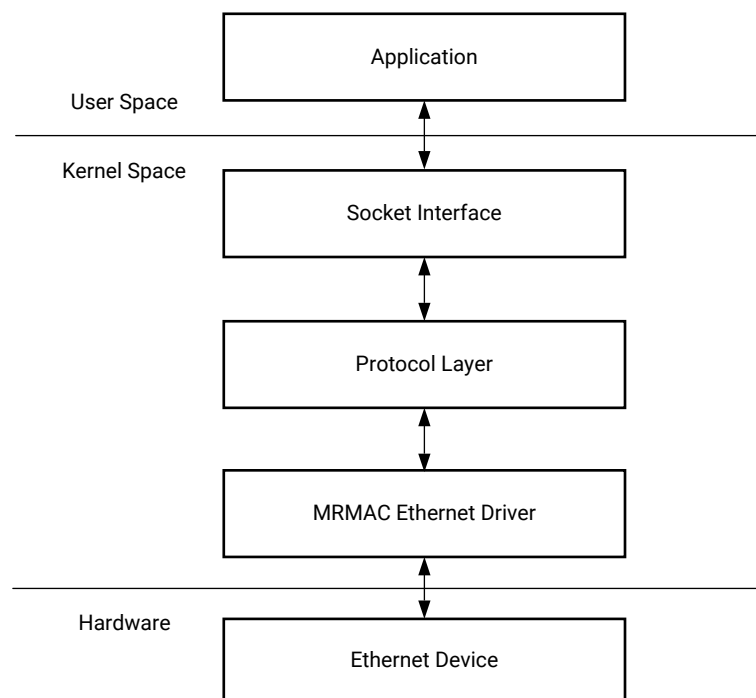 Application
User Space
Kernel Space
Socket Interface
Protocol Layer
MRMAC Ethernet Driver
Hardware
Ethernet Device